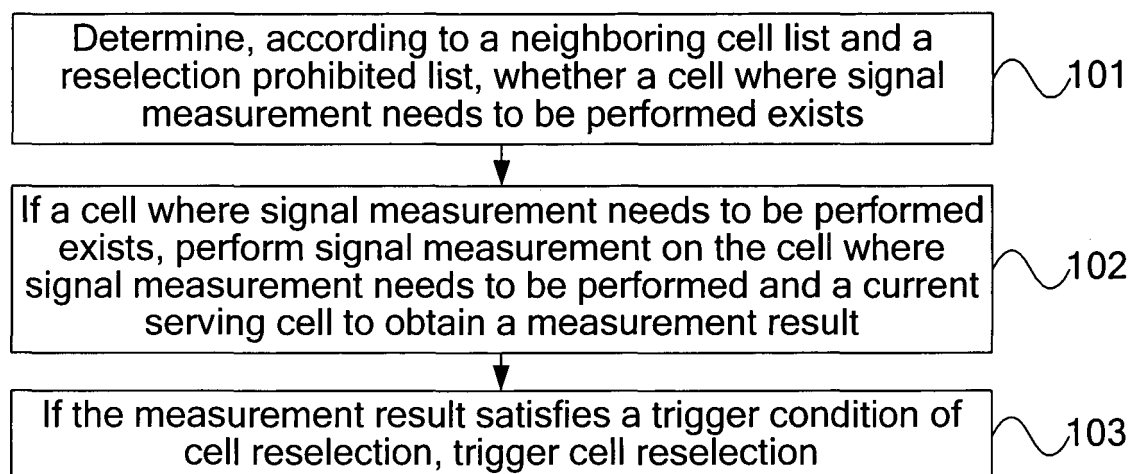 Determine, according to a neighboring cell list and a
reselection prohibited list, whether a cell where signal
measurement needs to be performed exists
101
If a cell where signal measurement needs to be performed
exists, perform signal measurement on the cell where
signal measurement needs to be performed and a current
serving cell to obtain a measurement result
102
If the measurement result satisfies a trigger condition of
cell reselection, trigger cell reselection
103